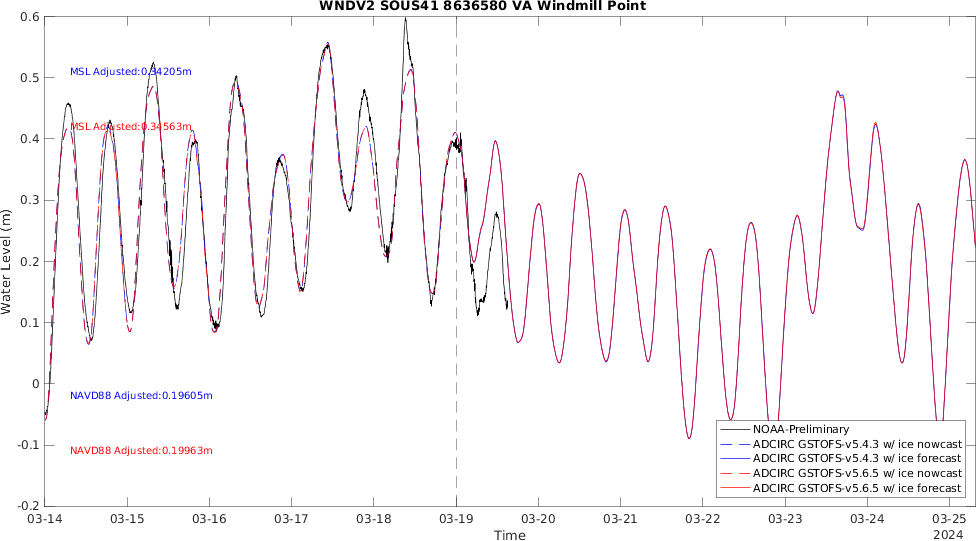 WNDV2 SOUS41 8636580 VA Windmill Point
0.6
0.5
0.4
0.3
0.2
0.1
0
-0.1
-0.2
Water Level (m)
MSL Adjusted:0.34205m
MSL Adjusted:0.34563m
NAVD88 Adjusted:0.19605m
NAVD88 Adjusted:0.19963m
NOAA-Preliminary
ADCIRC GSTOFS-v5.4.3 w/ ice nowcast
ADCIRC GSTOFS-v5.4.3 w/ ice forecast
ADCIRC GSTOFS-v5.6.5 w/ ice nowcast
ADCIRC GSTOFS-v5.6.5 w/ ice forecast
03-14 03-15 03-16 03-17 03-18 03-19 03-20 03-21 03-22 03-23 03-24 03-25
Time
2024